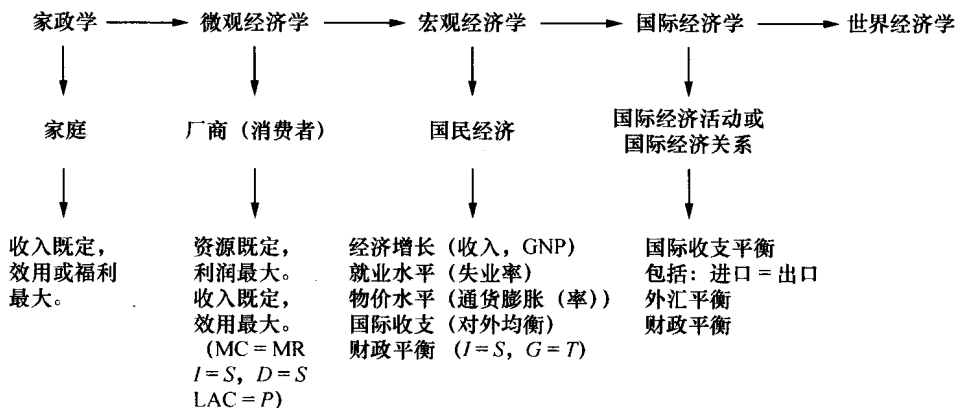 家政学 微观经济学 宏观经济学 国际经济学 世界经济学
家庭 厂商（消费者） 国民经济 国际经济活动或
国际经济关系
收入既定，
效用或福利
最大。
资源既定，
利润最大。
收入既定，
效用最大。
（MC = MR
I = S，D = S
LAC = P）
经济增长（收入，GNP）
就业水平（失业率）
物价水平（通货膨胀（率））
国际收支（对外均衡）
财政平衡（I = S，G = T）
国际收支平衡
包括：进口 = 出口
外汇平衡
财政平衡